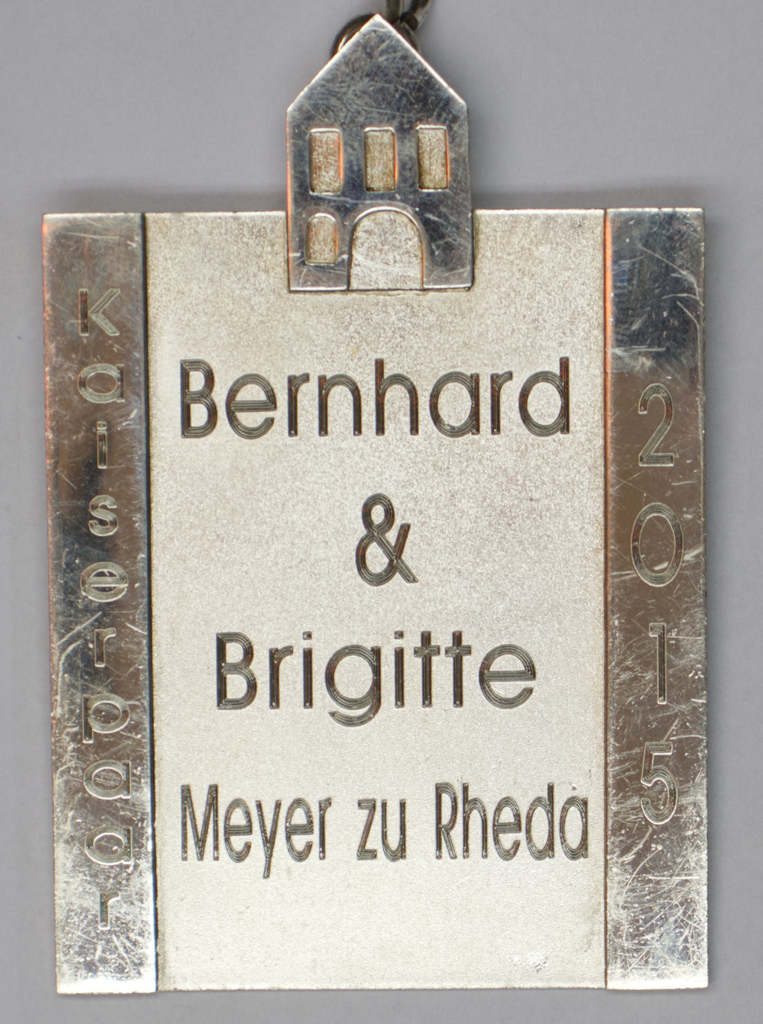 Kaiserpaar
Bernhard
&
Brigitte
Meyer zu Rheda
2015